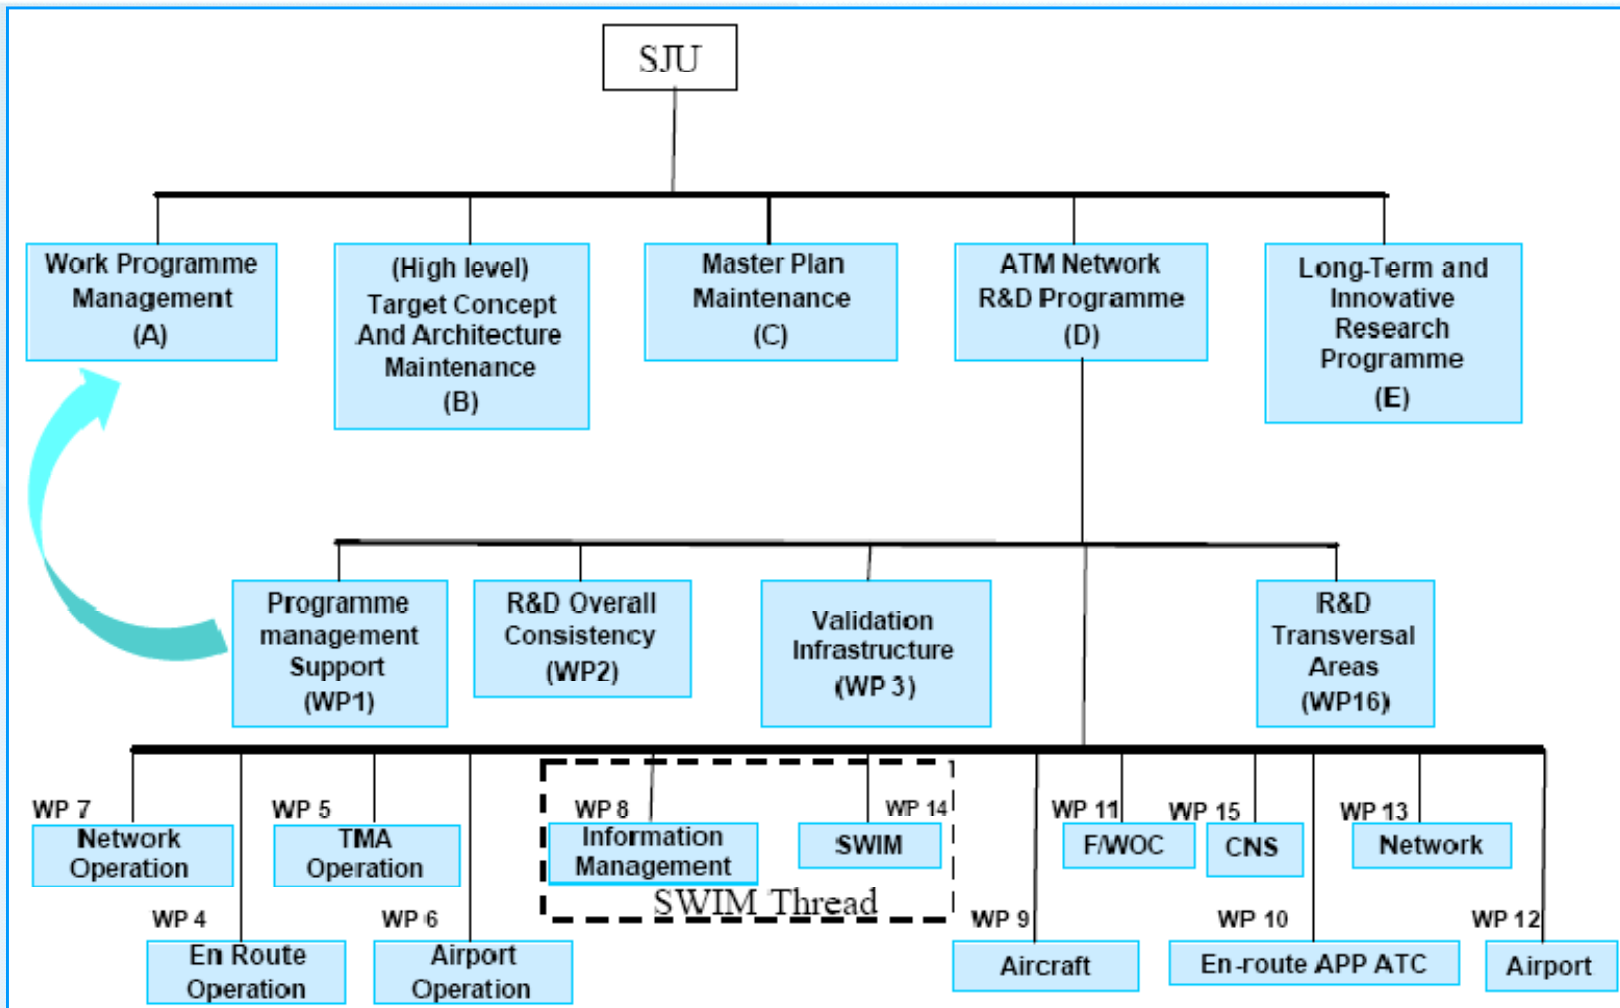 SJU
Work Programme
Management
(A)
(High level)
Target Concept
And Architecture
Maintenance
(B)
Master Plan
Maintenance
(C)
ATM Network
R&D Programme
(D)
Long-Term and
Innovative
Research
Programme
(E)
Programme
management
Support
(WP1)
R&D Overall
Consistency
(WP2)
Validation
Infrastructure
(WP 3)
R&D
Transversal
Areas
(WP16)
WP 7
Network
Operation
WP 5
TMA
Operation
WP 8
Information
Management
WP 14
SWIM
SWIM Thread
WP 11
F/WOC
WP 15
CNS
WP 13
Network
WP 4
En Route
Operation
WP 6
Airport
Operation
WP 9
Aircraft
WP 10
En-route APP ATC
WP 12
Airport